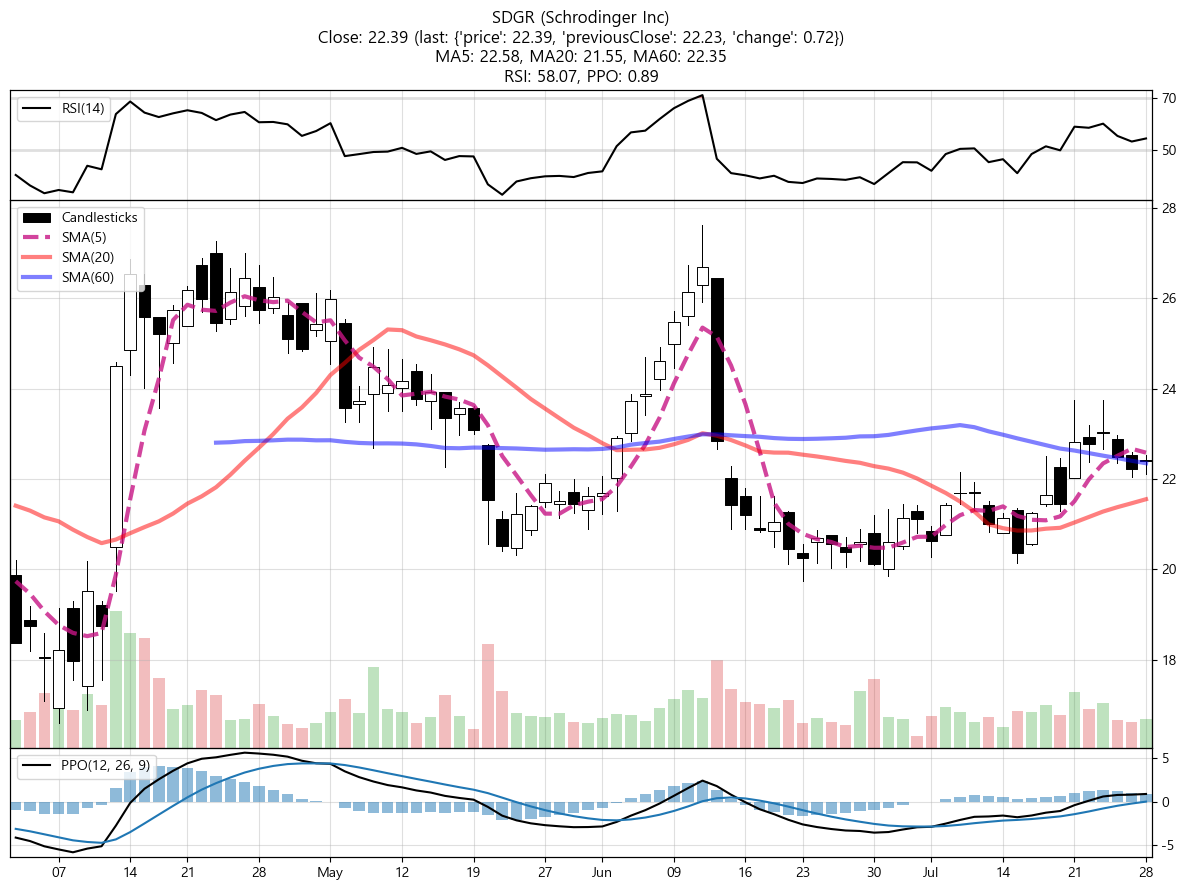 SDGR (Schrodinger Inc)
Close: 22.39 (last: {'price': 22.39, 'previousClose': 22.23, 'change': 0.72})
MA5: 22.58, MA20: 21.55, MA60: 22.35
RSI: 58.07, PPO: 0.89
RSI(14)
70
50
Candlesticks
SMA(5)
SMA(20)
SMA(60)
28
26
24
22
20
18
PPO(12, 26, 9)
5
0
-5
07 14 21 28 May 12 19 27 Jun 09 16 23 Jul 07 14 21 28